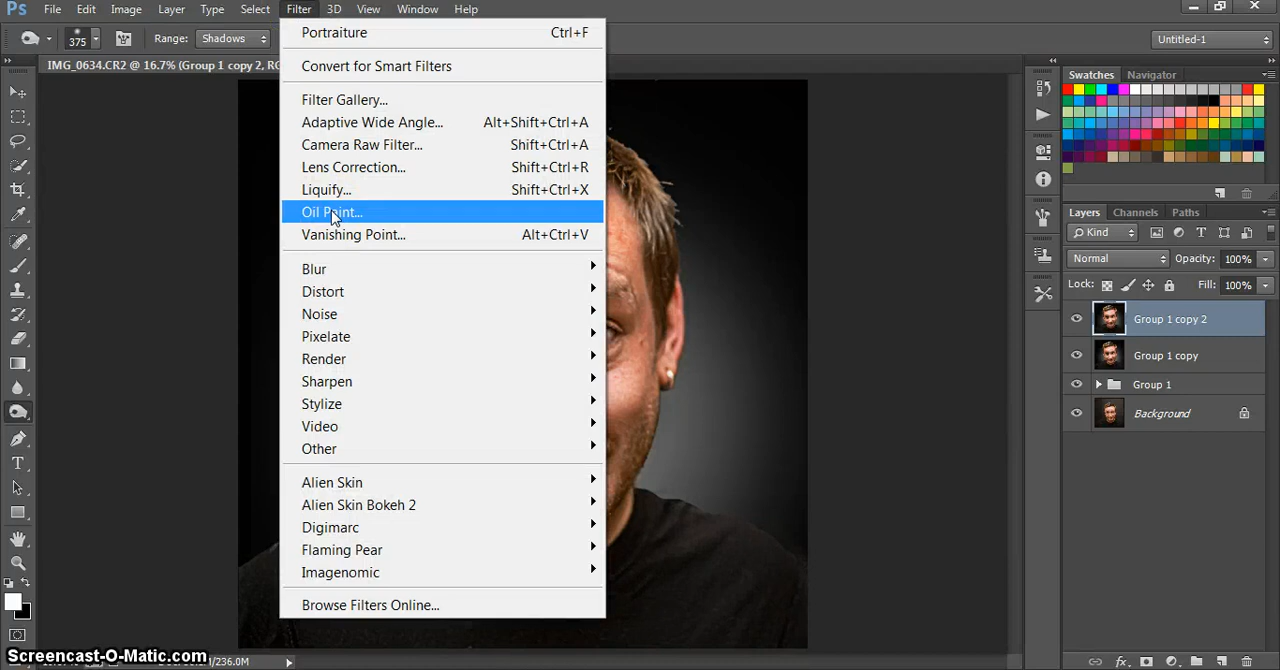 Ps File Edit Image Layer Type Select Filter 3D View Window Help
375 Range: Shadows Untitled-1
IMG_0634.CR2 @ 16.7% (Group 1 copy 2, RG
Portraiture Ctrl+F
Convert for Smart Filters
Filter Gallery...
Adaptive Wide Angle... Alt+Shift+Ctrl+A
Camera Raw Filter... Shift+Ctrl+A
Lens Correction... Shift+Ctrl+R
Liquify... Shift+Ctrl+X
Oil Paint...
Vanishing Point... Alt+Ctrl+V
Blur
Distort
Noise
Pixelate
Render
Sharpen
Stylize
Video
Other
Alien Skin
Alien Skin Bokeh 2
Digimarc
Flaming Pear
Imagenomic
Browse Filters Online...
Swatches Navigator
Layers Channels Paths
Kind
Normal Opacity: 100%
Lock: Fill: 100%
Group 1 copy 2
Group 1 copy
Group 1
Background
Screencast-O-Matic.com /236.0M